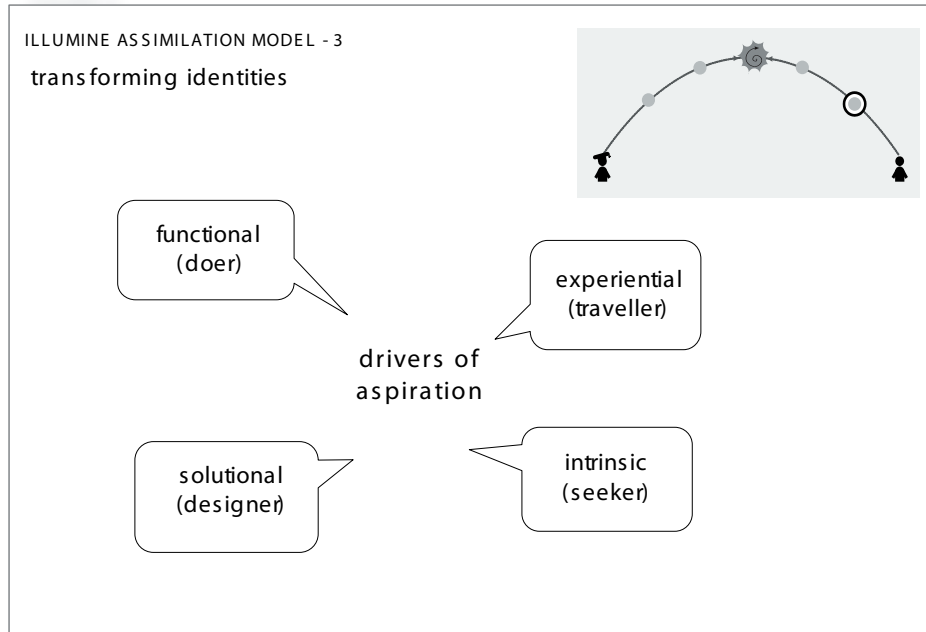 ILLUMINE ASSIMILATION MODEL - 3
transforming identities
functional
(doer)
experiential
(traveller)
drivers of
aspiration
solutional
(designer)
intrinsic
(seeker)